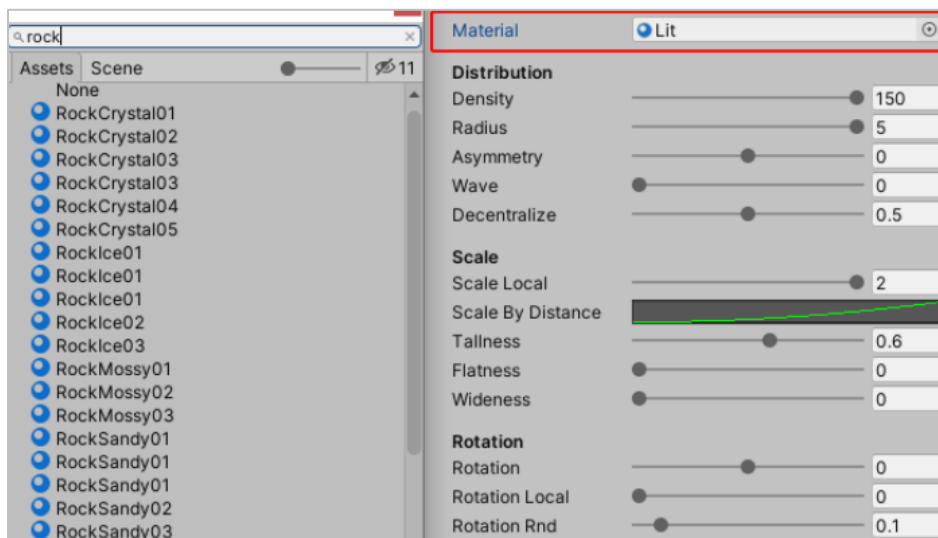 rock
Assets Scene 11
None
RockCrystal01
RockCrystal02
RockCrystal03
RockCrystal03
RockCrystal04
RockCrystal05
RockIce01
RockIce01
RockIce01
RockIce02
RockIce03
RockMossy01
RockMossy02
RockMossy03
RockSandy01
RockSandy01
RockSandy01
RockSandy02
RockSandy03
Material Lit
Distribution
Density 150
Radius 5
Asymmetry 0
Wave 0
Decentralize 0.5
Scale
Scale Local 2
Scale By Distance
Tallness 0.6
Flatness 0
Wideness 0
Rotation
Rotation 0
Rotation Local 0
Rotation Rnd 0.1